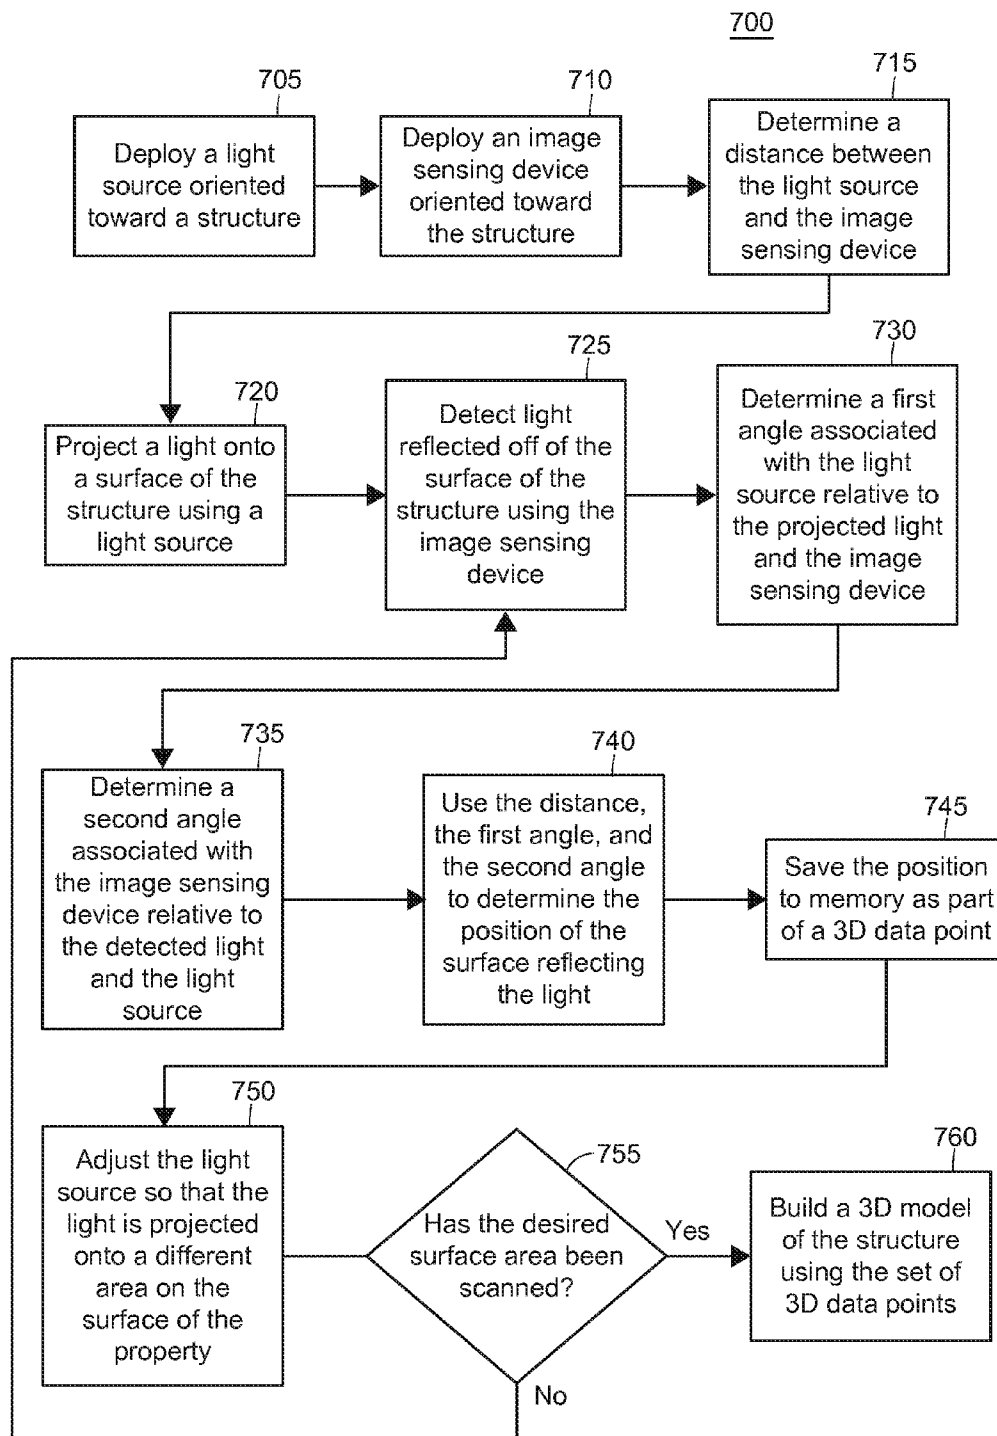 700
705
Deploy a light
source oriented
toward a structure
710
Deploy an image
sensing device
oriented toward
the structure
715
Determine a
distance between
the light source
and the image
sensing device
720
Project a light onto
a surface of the
structure using a
light source
725
Detect light
reflected off of the
surface of the
structure using the
image sensing
device
730
Determine a first
angle associated
with the light
source relative to
the projected light
and the image
sensing device
735
Determine a
second angle
associated with
the image sensing
device relative to
the detected light
and the light
source
740
Use the distance,
the first angle, and
the second angle
to determine the
position of the
surface reflecting
the light
745
Save the position
to memory as part
of a 3D data point
750
Adjust the light
source so that the
light is projected
onto a different
area on the
surface of the
property
755
Has the desired
surface area been
scanned?
Yes
No
760
Build a 3D model
of the structure
using the set of
3D data points